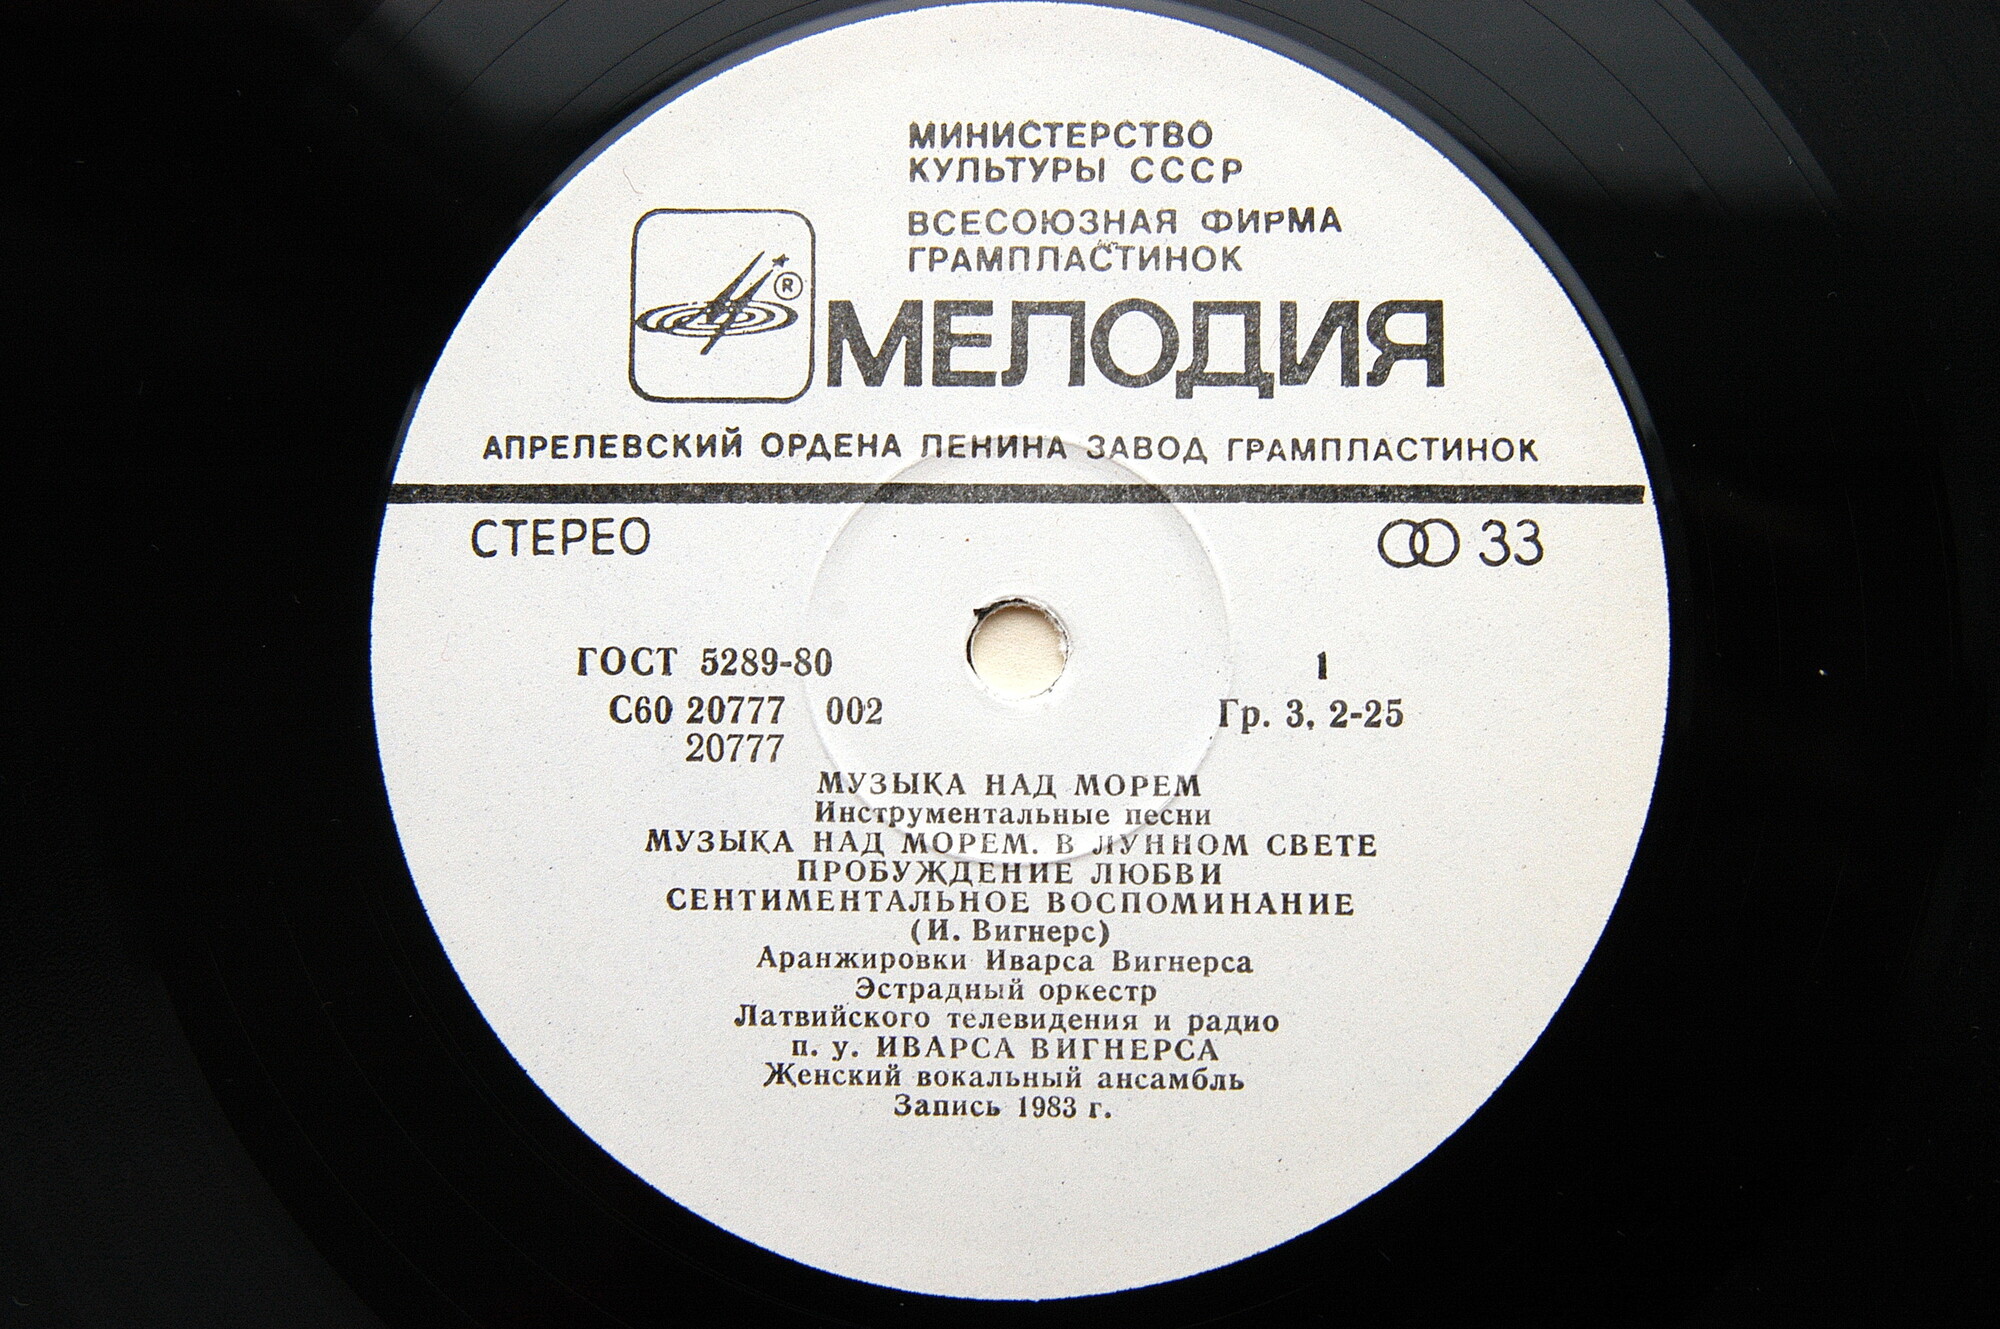 МИНИСТЕРСТВО
КУЛЬТУРЫ СССР
ВСЕСОЮЗНАЯ ФИРМА
ГРАМПЛАСТИНОК
®
МЕЛОДИЯ
АПРЕЛЕВСКИЙ ОРДЕНА ЛЕНИНА ЗАВОД ГРАМПЛАСТИНОК
СТЕРЕО
33
ГОСТ 5289-80
1
С60 20777 002
Гр. 3, 2-25
20777
МУЗЫКА НАД МОРЕМ
Инструментальные песни
МУЗЫКА НАД МОРЕМ. В ЛУННОМ СВЕТЕ
ПРОБУЖДЕНИЕ ЛЮБВИ
СЕНТИМЕНТАЛЬНОЕ ВОСПОМИНАНИЕ
(И. Вигнерс)
Аранжировки Иварса Вигнерса
Эстрадный оркестр
Латвийского телевидения и радио
п. у. ИВАРСА ВИГНЕРСА
Женский вокальный ансамбль
Запись 1983 г.